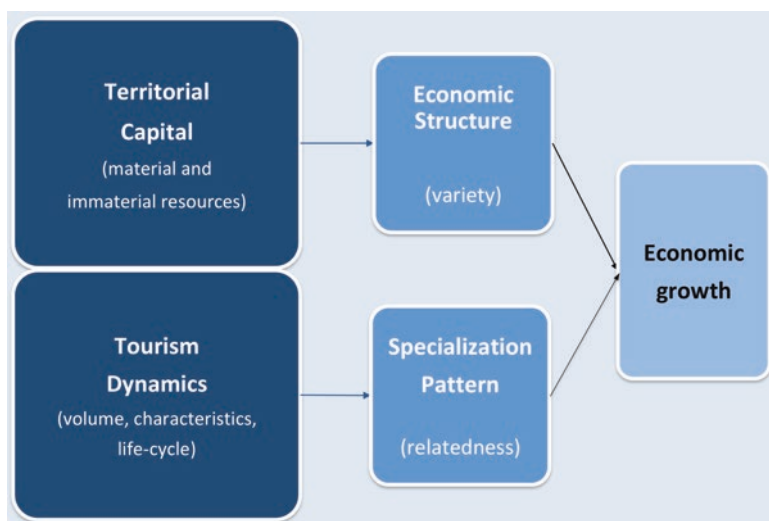 Territorial
Capital
(material and
immaterial resources)
Economic
Structure
(variety)
Tourism
Dynamics
(volume, characteristics,
life-cycle)
Specialization
Pattern
(relatedness)
Economic
growth